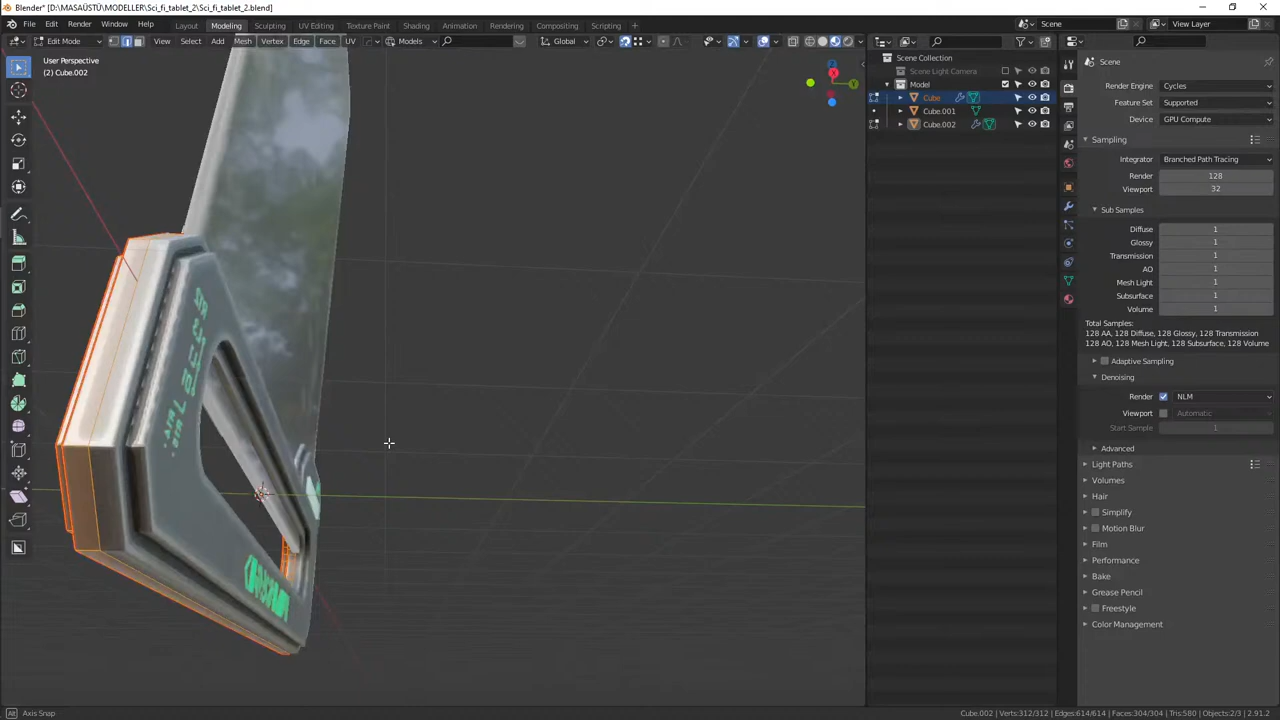 Blender* [D:\MASAÜSTÜ\MODELLER\Sci_fi_tablet_2\Sci_fi_tablet_2.blend]
File Edit Render Window Help Layout Modeling Sculpting UV Editing Texture Paint Shading Animation Rendering Compositing Scripting
Scene View Layer
Edit Mode View Select Add Mesh Vertex Edge Face UV Models Global
User Perspective
(2) Cube.002
Scene Collection
Scene Light Camera
Model
Cube
Cube.001
Cube.002
Scene
Render Engine Cycles
Feature Set Supported
Device GPU Compute
Sampling
Integrator Branched Path Tracing
Render 128
Viewport 32
Sub Samples
Diffuse 1
Glossy 1
Transmission 1
AO 1
Mesh Light 1
Subsurface 1
Volume 1
Total Samples:
128 AA, 128 Diffuse, 128 Glossy, 128 Transmission
128 AO, 128 Mesh Light, 128 Subsurface, 128 Volume
Adaptive Sampling
Denoising
Render NLM
Viewport Automatic
Start Sample 1
Advanced
Light Paths
Volumes
Hair
Simplify
Motion Blur
Film
Performance
Bake
Grease Pencil
Freestyle
Color Management
Axis Snap
Cube.002 | Verts:312/312 | Edges:614/614 | Faces:304/304 | Tris:580 | Objects:2/3 | 2.91.2